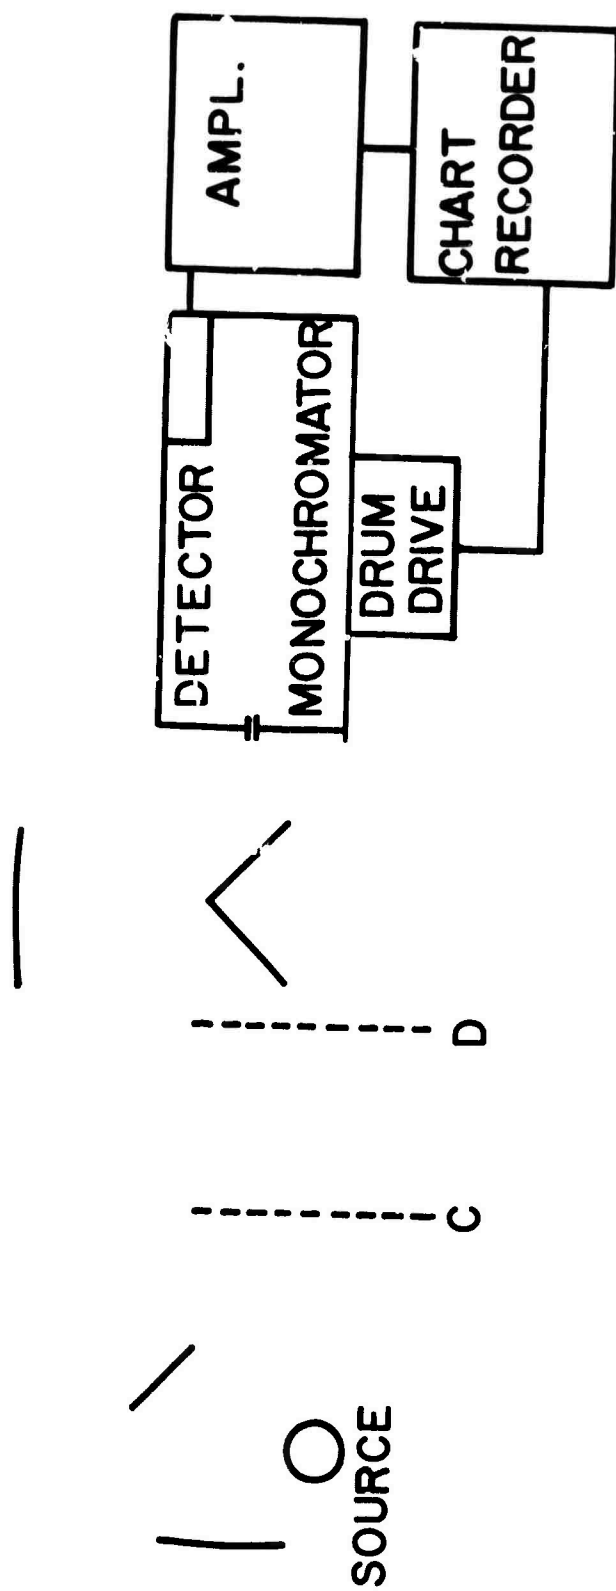 SOURCE
C
D
DETECTOR
MONOCHROMATOR
DRUM
DRIVE
AMPL.
CHART
RECORDER